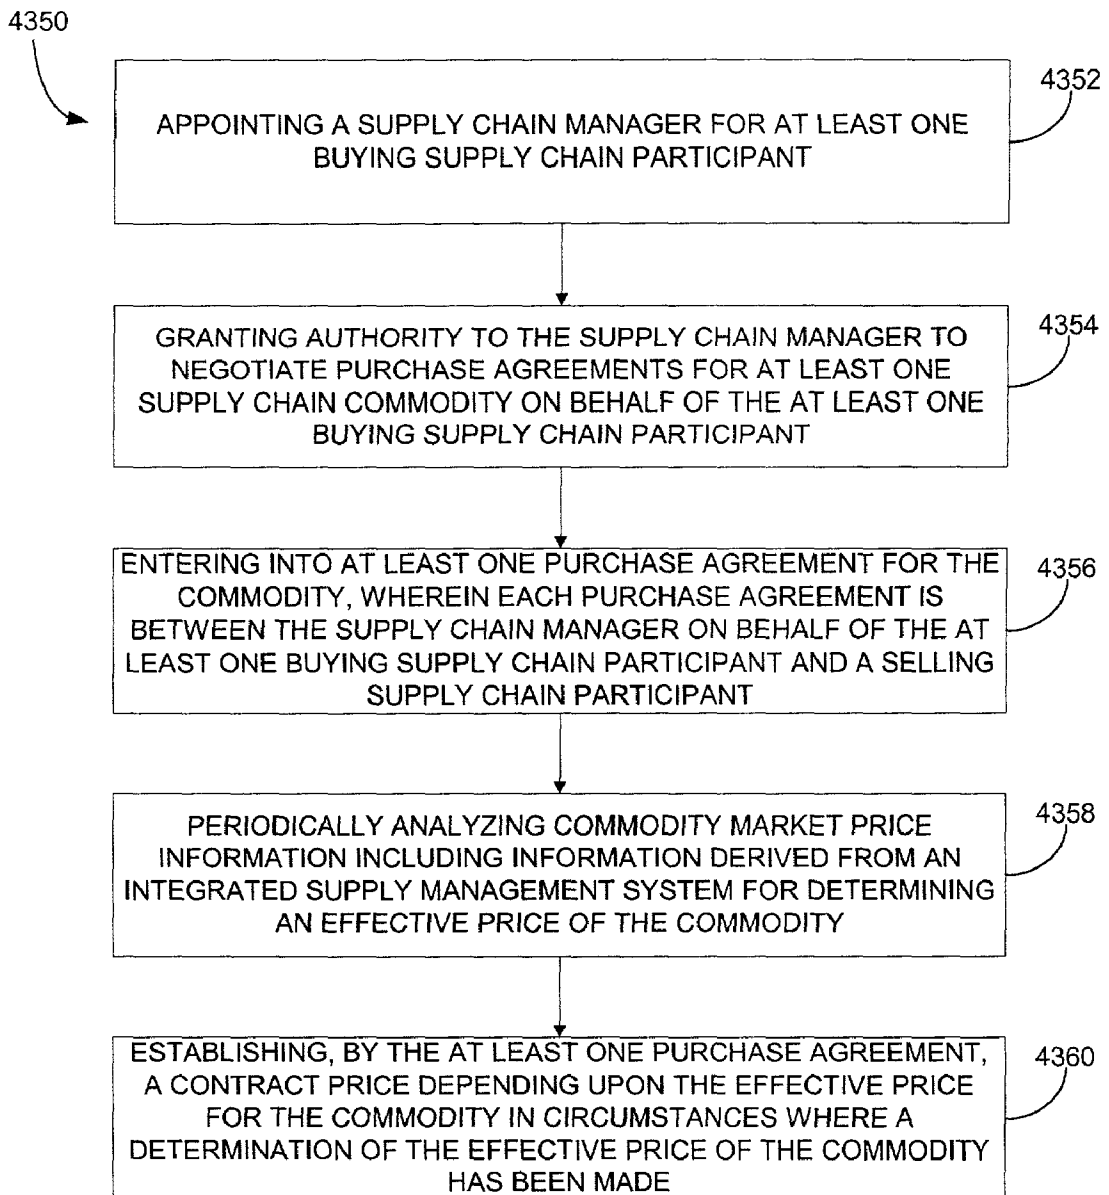 4350
4352
APPOINTING A SUPPLY CHAIN MANAGER FOR AT LEAST ONE
BUYING SUPPLY CHAIN PARTICIPANT
4354
GRANTING AUTHORITY TO THE SUPPLY CHAIN MANAGER TO
NEGOTIATE PURCHASE AGREEMENTS FOR AT LEAST ONE
SUPPLY CHAIN COMMODITY ON BEHALF OF THE AT LEAST ONE
BUYING SUPPLY CHAIN PARTICIPANT
4356
ENTERING INTO AT LEAST ONE PURCHASE AGREEMENT FOR THE
COMMODITY, WHEREIN EACH PURCHASE AGREEMENT IS
BETWEEN THE SUPPLY CHAIN MANAGER ON BEHALF OF THE AT
LEAST ONE BUYING SUPPLY CHAIN PARTICIPANT AND A SELLING
SUPPLY CHAIN PARTICIPANT
4358
PERIODICALLY ANALYZING COMMODITY MARKET PRICE
INFORMATION INCLUDING INFORMATION DERIVED FROM AN
INTEGRATED SUPPLY MANAGEMENT SYSTEM FOR DETERMINING
AN EFFECTIVE PRICE OF THE COMMODITY
4360
ESTABLISHING, BY THE AT LEAST ONE PURCHASE AGREEMENT,
A CONTRACT PRICE DEPENDING UPON THE EFFECTIVE PRICE
FOR THE COMMODITY IN CIRCUMSTANCES WHERE A
DETERMINATION OF THE EFFECTIVE PRICE OF THE COMMODITY
HAS BEEN MADE